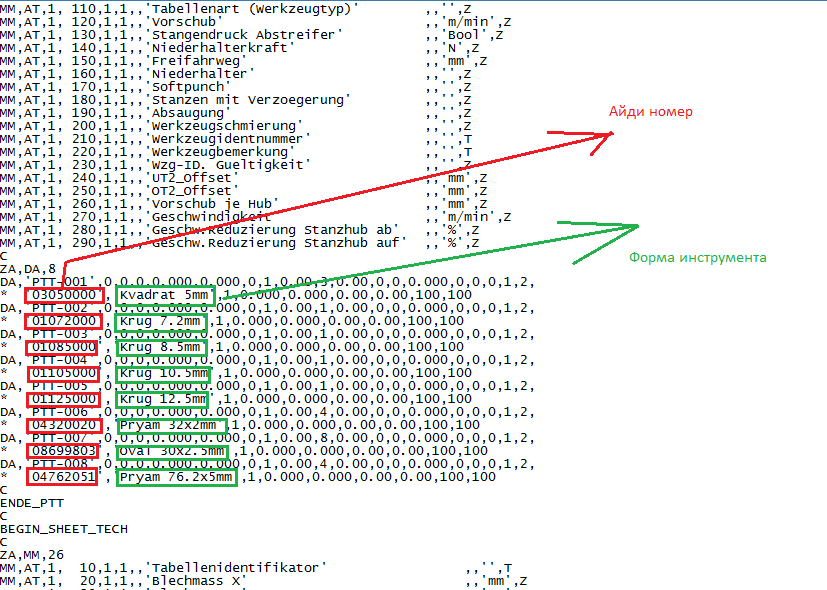 MM,AT,1, 110,1,1,,'Tabellenart (Werkzeugtyp)' ,,'',Z
MM,AT,1, 120,1,1,,'Vorschub' ,,'m/min',Z
MM,AT,1, 130,1,1,,'Stangendruck Abstreifer' ,,'Bool',Z
MM,AT,1, 140,1,1,,'Niederhalterkraft' ,,'N',Z
MM,AT,1, 150,1,1,,'Freifahrweg' ,,'mm',Z
MM,AT,1, 160,1,1,,'Niederhalter' ,,'',Z
MM,AT,1, 170,1,1,,'Softpunch' ,,'',Z
MM,AT,1, 180,1,1,,'Stanzen mit Verzoegerung' ,,'',Z
MM,AT,1, 190,1,1,,'Absaugung' ,,'',Z
MM,AT,1, 200,1,1,,'Werkzeugschmierung' ,,'',Z
MM,AT,1, 210,1,1,,'Werkzeugidentnummer' ,,'',T
MM,AT,1, 220,1,1,,'Werkzeugbemerkung' ,,'',T
MM,AT,1, 230,1,1,,'Wzg-ID. Gueltigkeit' ,,'',Z
MM,AT,1, 240,1,1,,'UT2_Offset' ,,'mm',Z
MM,AT,1, 250,1,1,,'OT2_Offset' ,,'mm',Z
MM,AT,1, 260,1,1,,'Vorschub je Hub' ,,'mm',Z
MM,AT,1, 270,1,1,,'Geschwindigkeit' ,,'m/min',Z
MM,AT,1, 280,1,1,,'Geschw.Reduzierung Stanzhub ab' ,,'%',Z
MM,AT,1, 290,1,1,,'Geschw.Reduzierung Stanzhub auf' ,,'%',Z
C
ZA,DA,8
DA,'PTT-001',0,0,0,0.000,0.000,0,1,0.00,3,0.00,0,0,0.000,0,0,0,1,2,
* '03050000','Kvadrat 5mm',1,0.000,0.000,0.00,0.00,100,100
DA,'PTT-002',0,0,0,0.000,0.000,0,1,0.00,1,0.00,0,0,0.000,0,0,0,1,2,
* '01072000','Krug 7.2mm',1,0.000,0.000,0.00,0.00,100,100
DA,'PTT-003',0,0,0,0.000,0.000,0,1,0.00,1,0.00,0,0,0.000,0,0,0,1,2,
* '01085000','Krug 8.5mm',1,0.000,0.000,0.00,0.00,100,100
DA,'PTT-004',0,0,0,0.000,0.000,0,1,0.00,1,0.00,0,0,0.000,0,0,0,1,2,
* '01105000','Krug 10.5mm',1,0.000,0.000,0.00,0.00,100,100
DA,'PTT-005',0,0,0,0.000,0.000,0,1,0.00,1,0.00,0,0,0.000,0,0,0,1,2,
* '01125000','Krug 12.5mm',1,0.000,0.000,0.00,0.00,100,100
DA,'PTT-006',0,0,0,0.000,0.000,0,1,0.00,4,0.00,0,0,0.000,0,0,0,1,2,
* '04320020','Pryam 32x2mm',1,0.000,0.000,0.00,0.00,100,100
DA,'PTT-007',0,0,0,0.000,0.000,0,1,0.00,8,0.00,0,0,0.000,0,0,0,1,2,
* '08699803','Oval 30x2.5mm',1,0.000,0.000,0.00,0.00,100,100
DA,'PTT-008',0,0,0,0.000,0.000,0,1,0.00,4,0.00,0,0,0.000,0,0,0,1,2,
* '04762051','Pryam 76.2x5mm',1,0.000,0.000,0.00,0.00,100,100
C
ENDE_PTT
C
BEGIN_SHEET_TECH
C
ZA,MM,26
MM,AT,1, 10,1,1,,'Tabellenidentifikator' ,,'',T
MM,AT,1, 20,1,1,,'Blechmass X' ,,'mm',Z
Айди номер
Форма инструмента